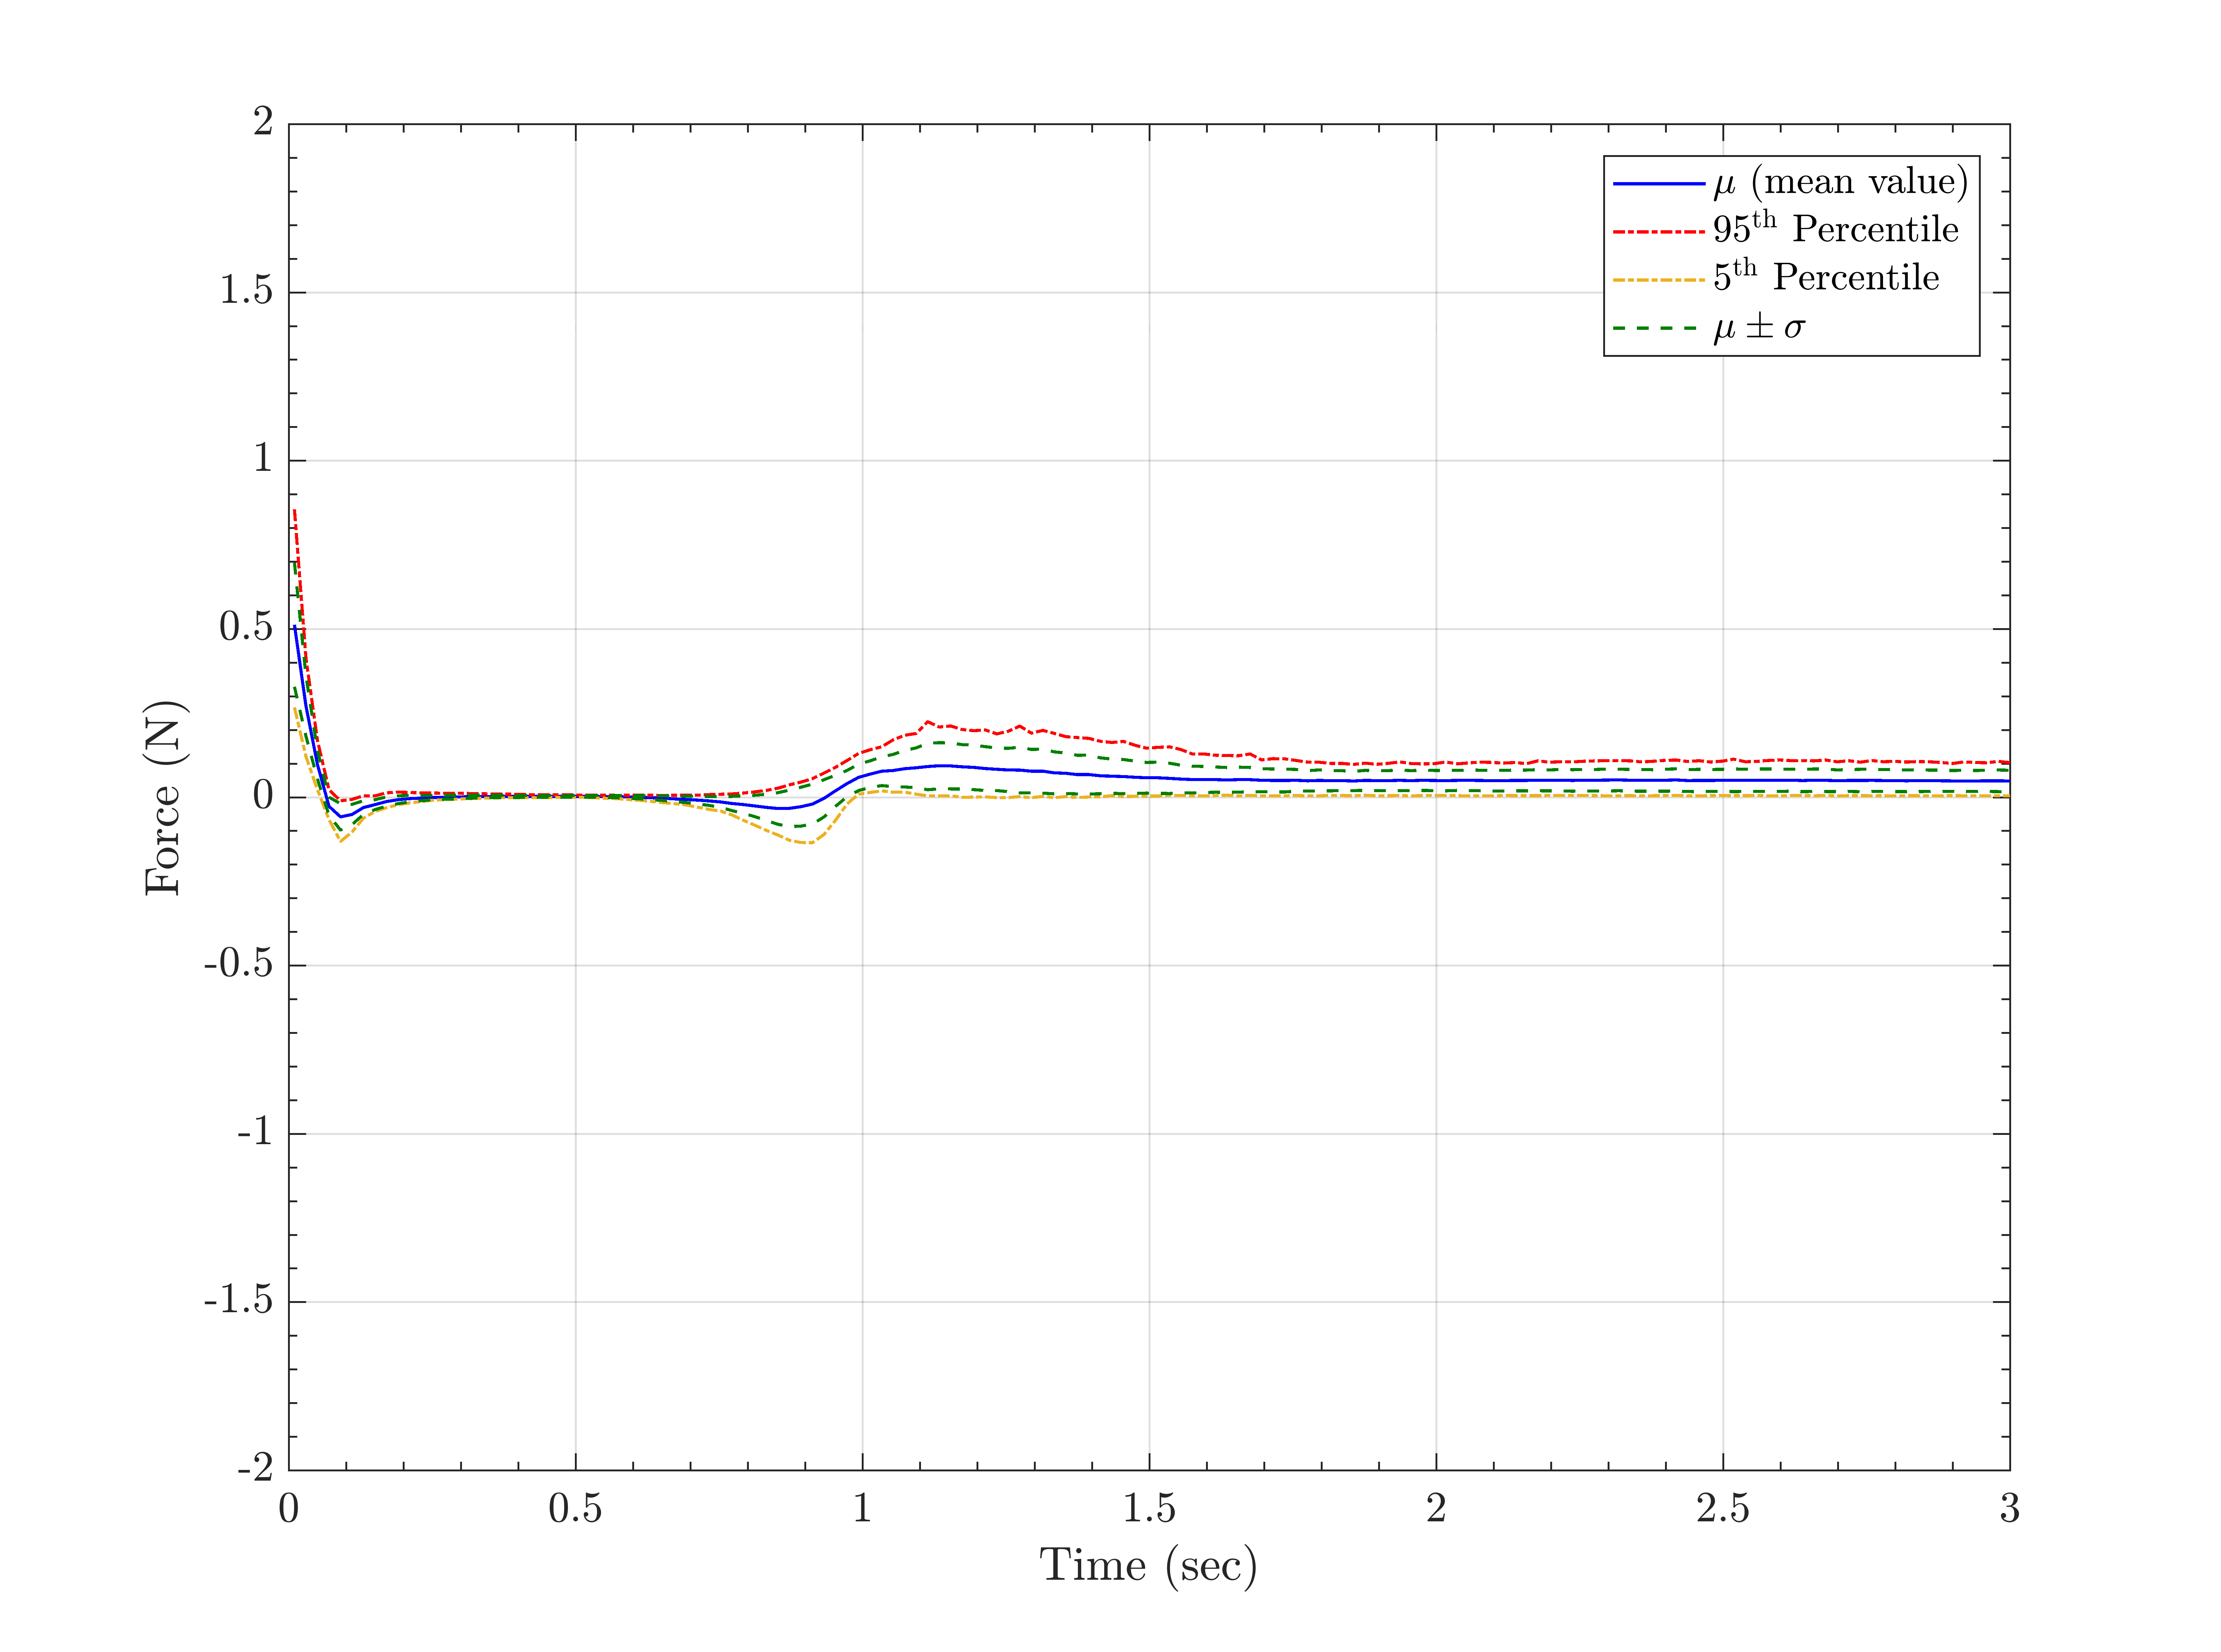 2
1.5
1
0.5
0
-0.5
-1
-1.5
-2
Force (N)
μ (mean value)
95th Percentile
5th Percentile
μ ± σ
0 0.5 1 1.5 2 2.5 3
Time (sec)